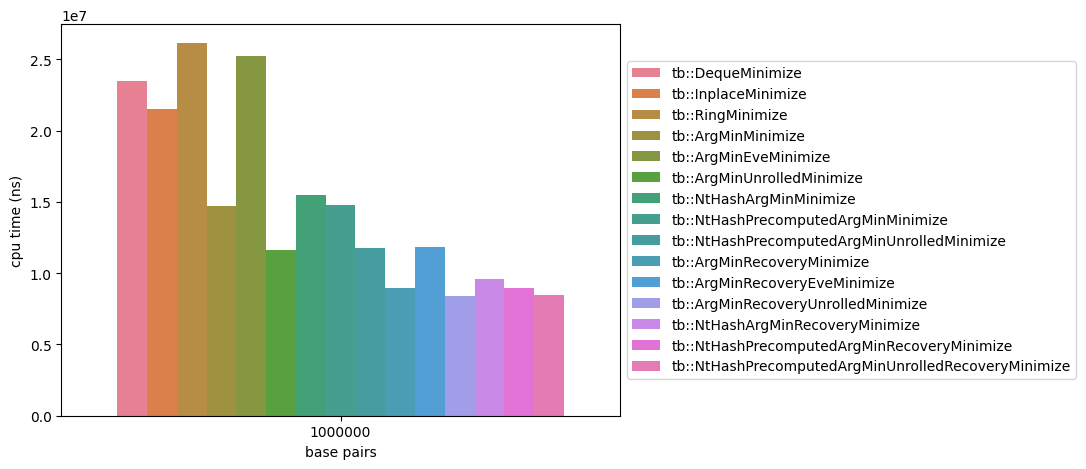 1e7
2.5
2.0
1.5
1.0
0.5
0.0
cpu time (ns)
1000000
base pairs
tb::DequeMinimize
tb::InplaceMinimize
tb::RingMinimize
tb::ArgMinMinimize
tb::ArgMinEveMinimize
tb::ArgMinUnrolledMinimize
tb::NtHashArgMinMinimize
tb::NtHashPrecomputedArgMinMinimize
tb::NtHashPrecomputedArgMinUnrolledMinimize
tb::ArgMinRecoveryMinimize
tb::ArgMinRecoveryEveMinimize
tb::ArgMinRecoveryUnrolledMinimize
tb::NtHashArgMinRecoveryMinimize
tb::NtHashPrecomputedArgMinRecoveryMinimize
tb::NtHashPrecomputedArgMinUnrolledRecoveryMinimize